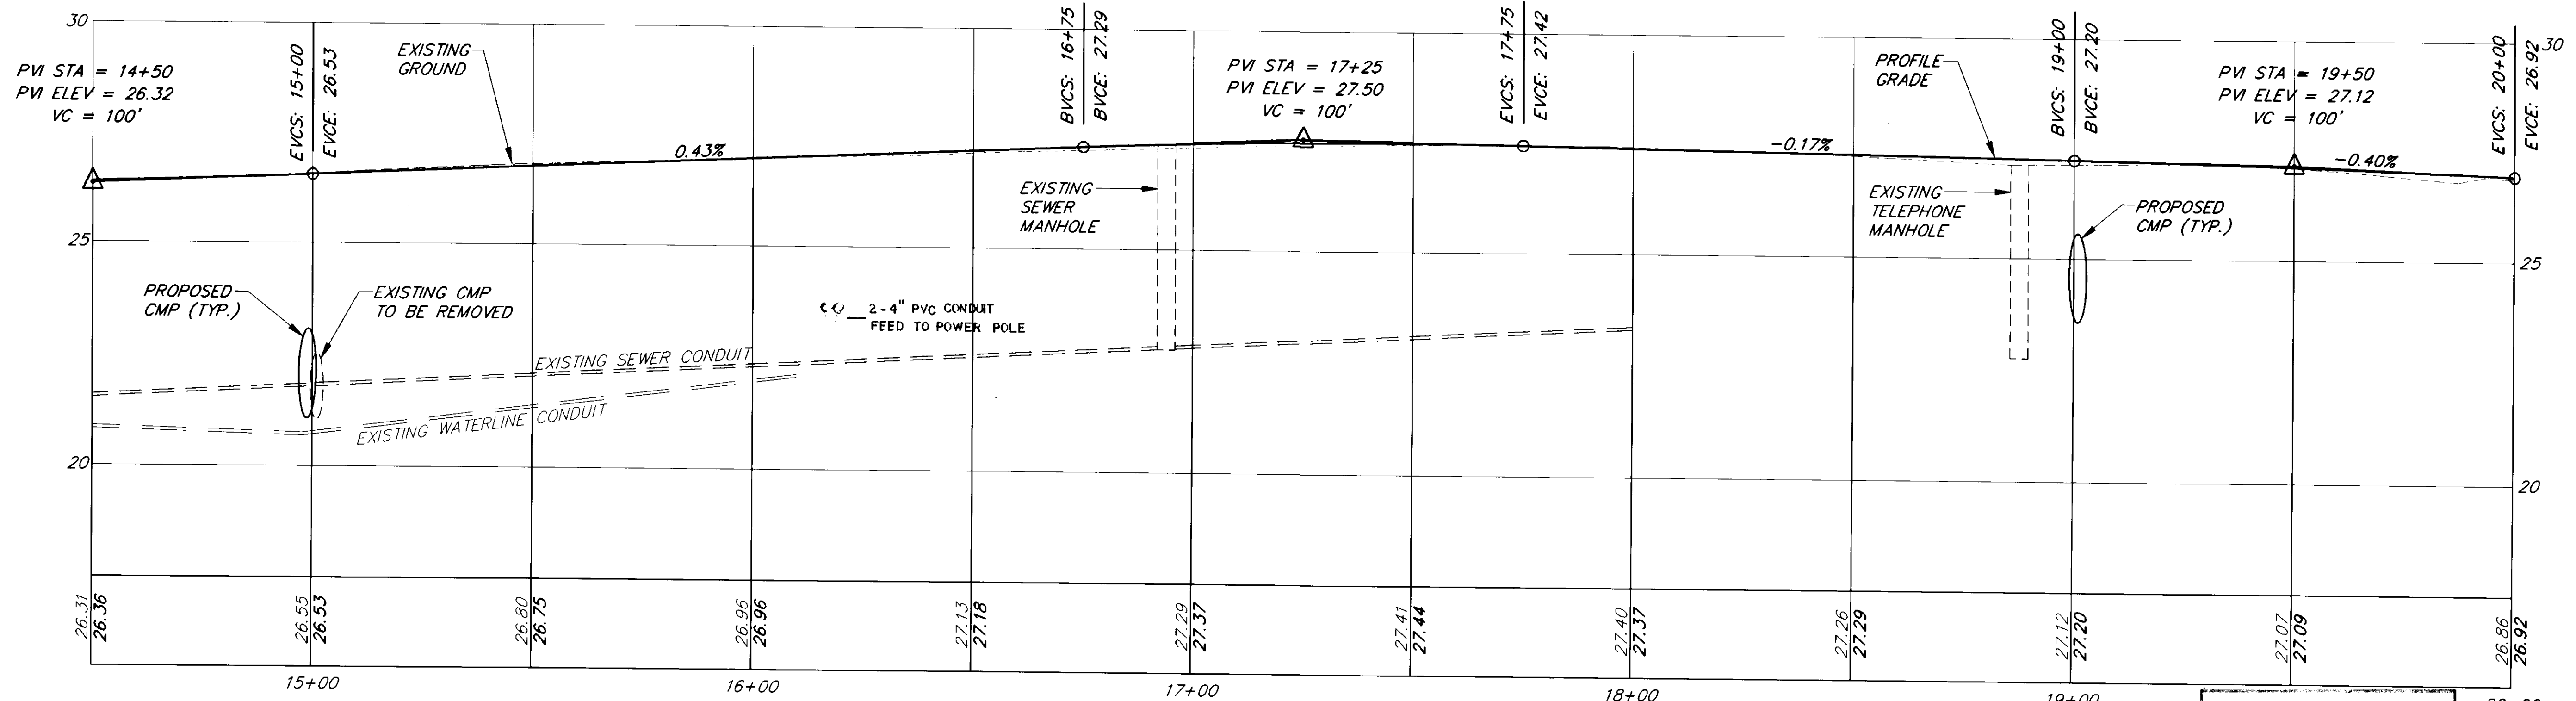 30
BVCS: 16+75
BVCE: 27.29
EVCS: 17+75
EVCE: 27.42
30
EVCS: 15+00
EVCE: 26.53
EXISTING
GROUND
PVI STA = 14+50
PVI ELEV = 26.32
VC = 100'
PVI STA = 17+25
PVI ELEV = 27.50
VC = 100'
PROFILE
GRADE
BVCS: 19+00
BVCE: 27.20
PVI STA = 19+50
PVI ELEV = 27.12
VC = 100'
EVCS: 20+00
EVCE: 26.92
0.43%
-0.17%
-0.40%
EXISTING
SEWER
MANHOLE
EXISTING
TELEPHONE
MANHOLE
PROPOSED
CMP (TYP.)
25
25
PROPOSED
CMP (TYP.)
EXISTING CMP
TO BE REMOVED
2-4" PVC CONDUIT
FEED TO POWER POLE
EXISTING SEWER CONDUIT
EXISTING WATERLINE CONDUIT
20
20
26.31
26.36
26.55
26.53
26.80
26.75
26.96
26.96
27.13
27.18
27.29
27.37
27.41
27.44
27.40
27.37
27.26
27.29
27.12
27.20
27.07
27.09
26.86
26.92
15+00
16+00
17+00
18+00
19+00